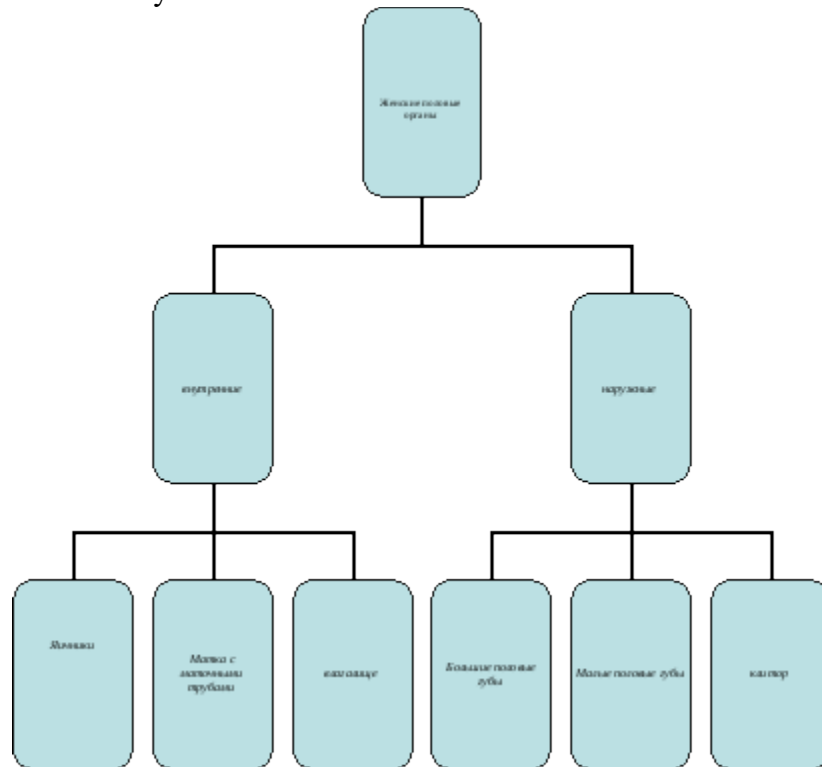 Женские половые
органы
внутренние
наружные
Яичники
Матка с
маточными
трубами
влагалище
Большие половые
губы
Малые половые губы
клитор